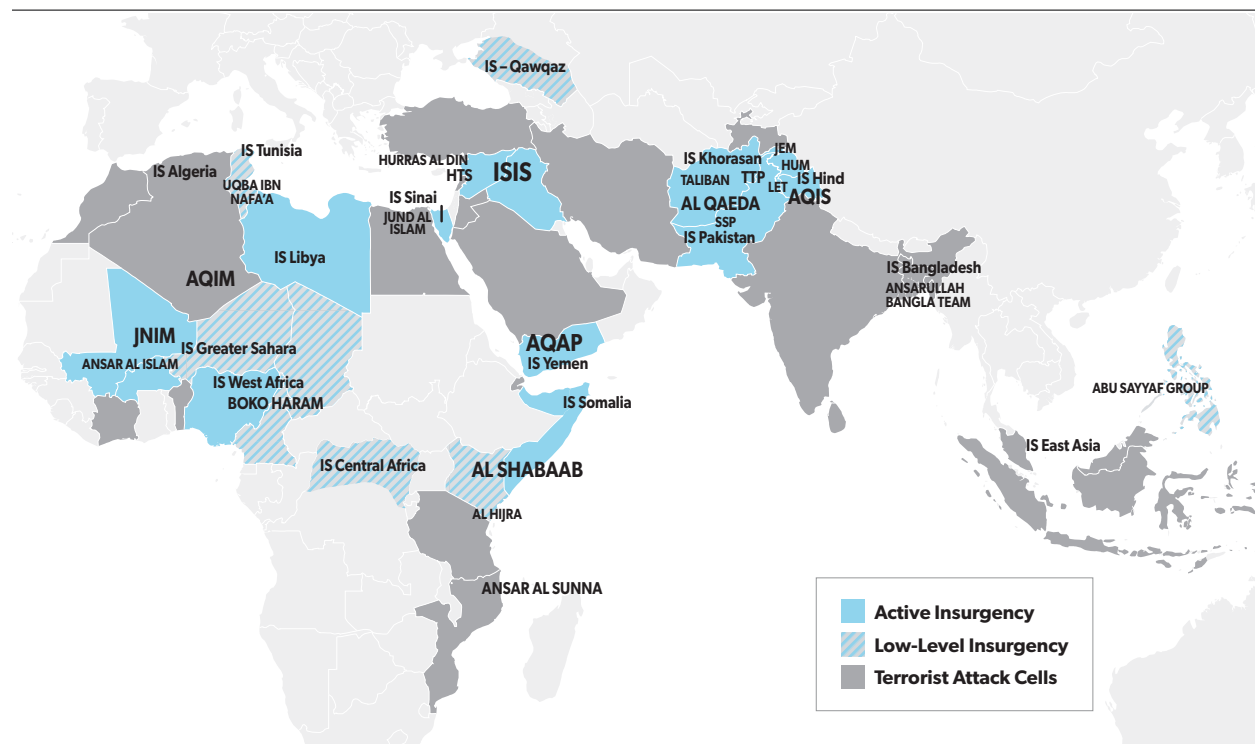 IS – Qawqaz
IS Tunisia
IS Algeria
UQBA IBN
NAFA'A
HURRAS AL DIN
HTS
ISIS
IS Sinai
JUND AL
ISLAM
IS Khorasan
TALIBAN
TTP
JEM
HUM
IS Hind
LET
AQIS
AL QAEDA
SSP
IS Pakistan
IS Libya
AQIM
IS Bangladesh
ANSARULLAH
BANGLA TEAM
JNIM
IS Greater Sahara
ANSAR AL ISLAM
IS West Africa
BOKO HARAM
AQAP
IS Yemen
IS Somalia
ABU SAYYAF GROUP
IS East Asia
IS Central Africa
AL SHABAAB
AL HIJRA
ANSAR AL SUNNA
Active Insurgency
Low-Level Insurgency
Terrorist Attack Cells